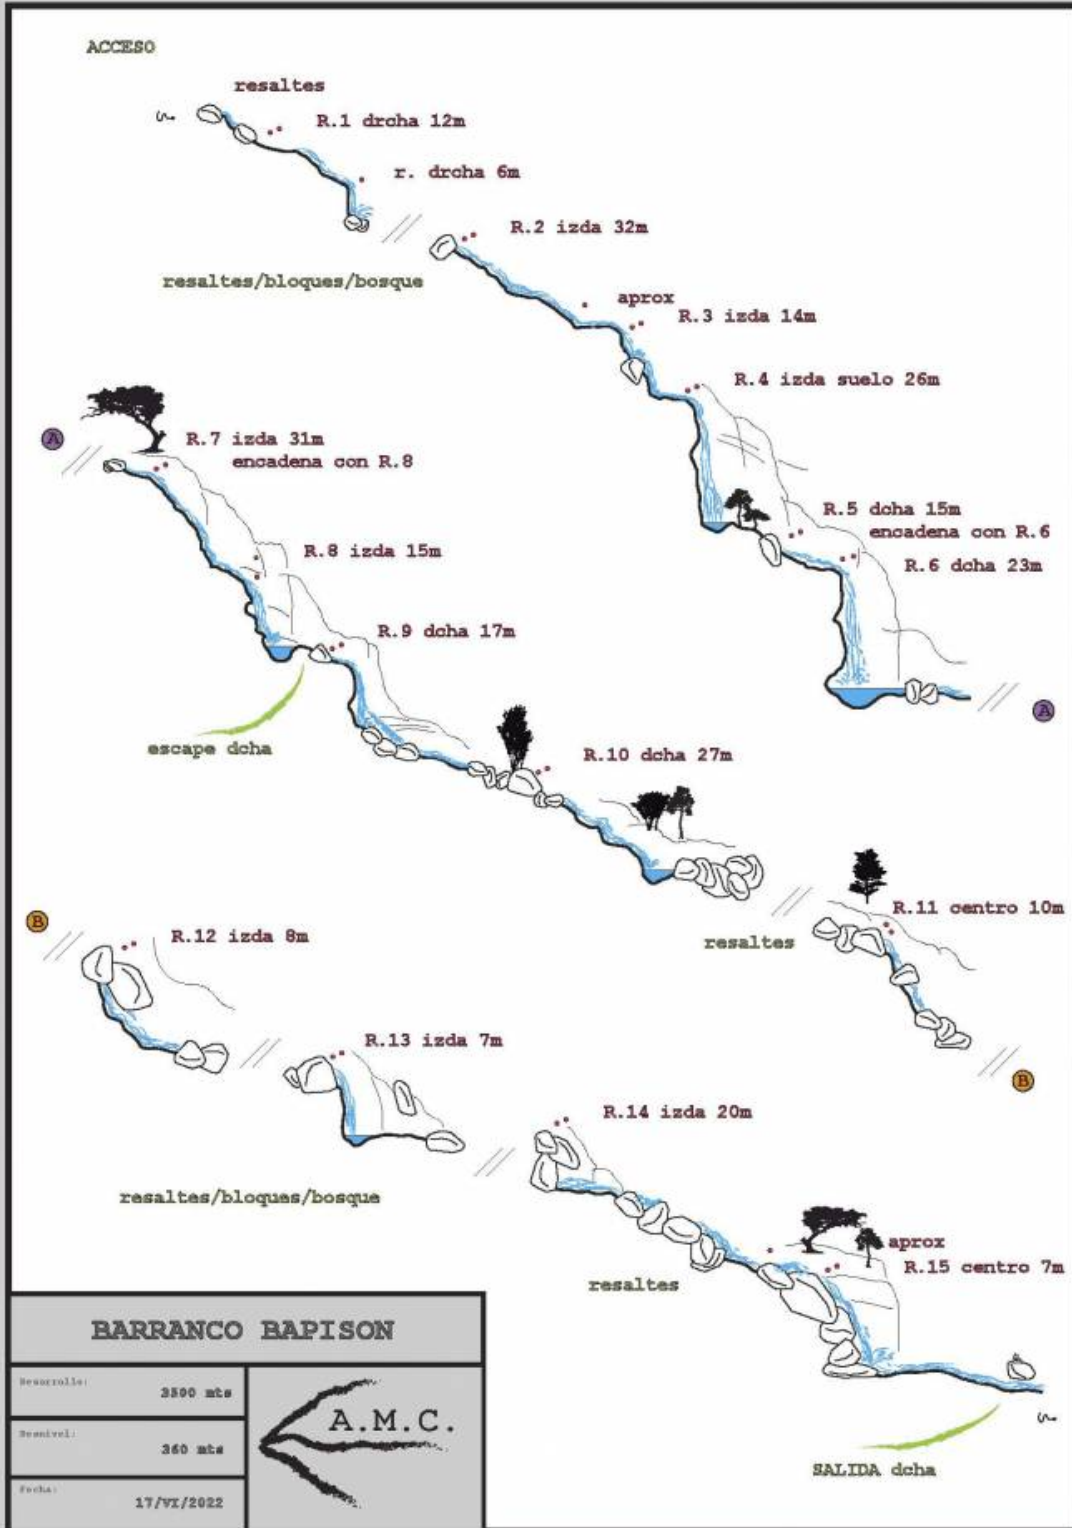 ACCESO
resaltes
R.1 drcha 12m
r. drcha 6m
R.2 izda 32m
resaltes/bloques/bosque
aprox
R.3 izda 14m
R.4 izda suelo 26m
R.5 dcha 15m
encadena con R.6
R.6 dcha 23m
A
A
R.7 izda 31m
encadena con R.8
R.8 izda 15m
R.9 dcha 17m
escape dcha
R.10 dcha 27m
resaltes
R.11 centro 10m
B
B
R.12 izda 8m
R.13 izda 7m
resaltes/bloques/bosque
R.14 izda 20m
resaltes
aprox
R.15 centro 7m
SALIDA dcha
BARRANCO BAPISON
Desarrollo:
3500 mts
Desnivel:
360 mts
Fecha:
17/VI/2022
A.M.C.